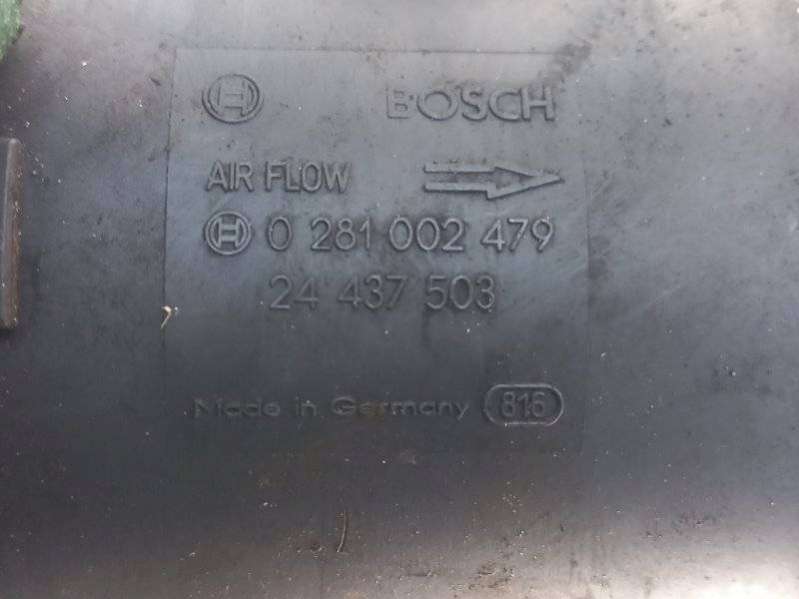 BOSCH
AIR FLOW
0 281 002 479
24 437 503
Made in Germany 816